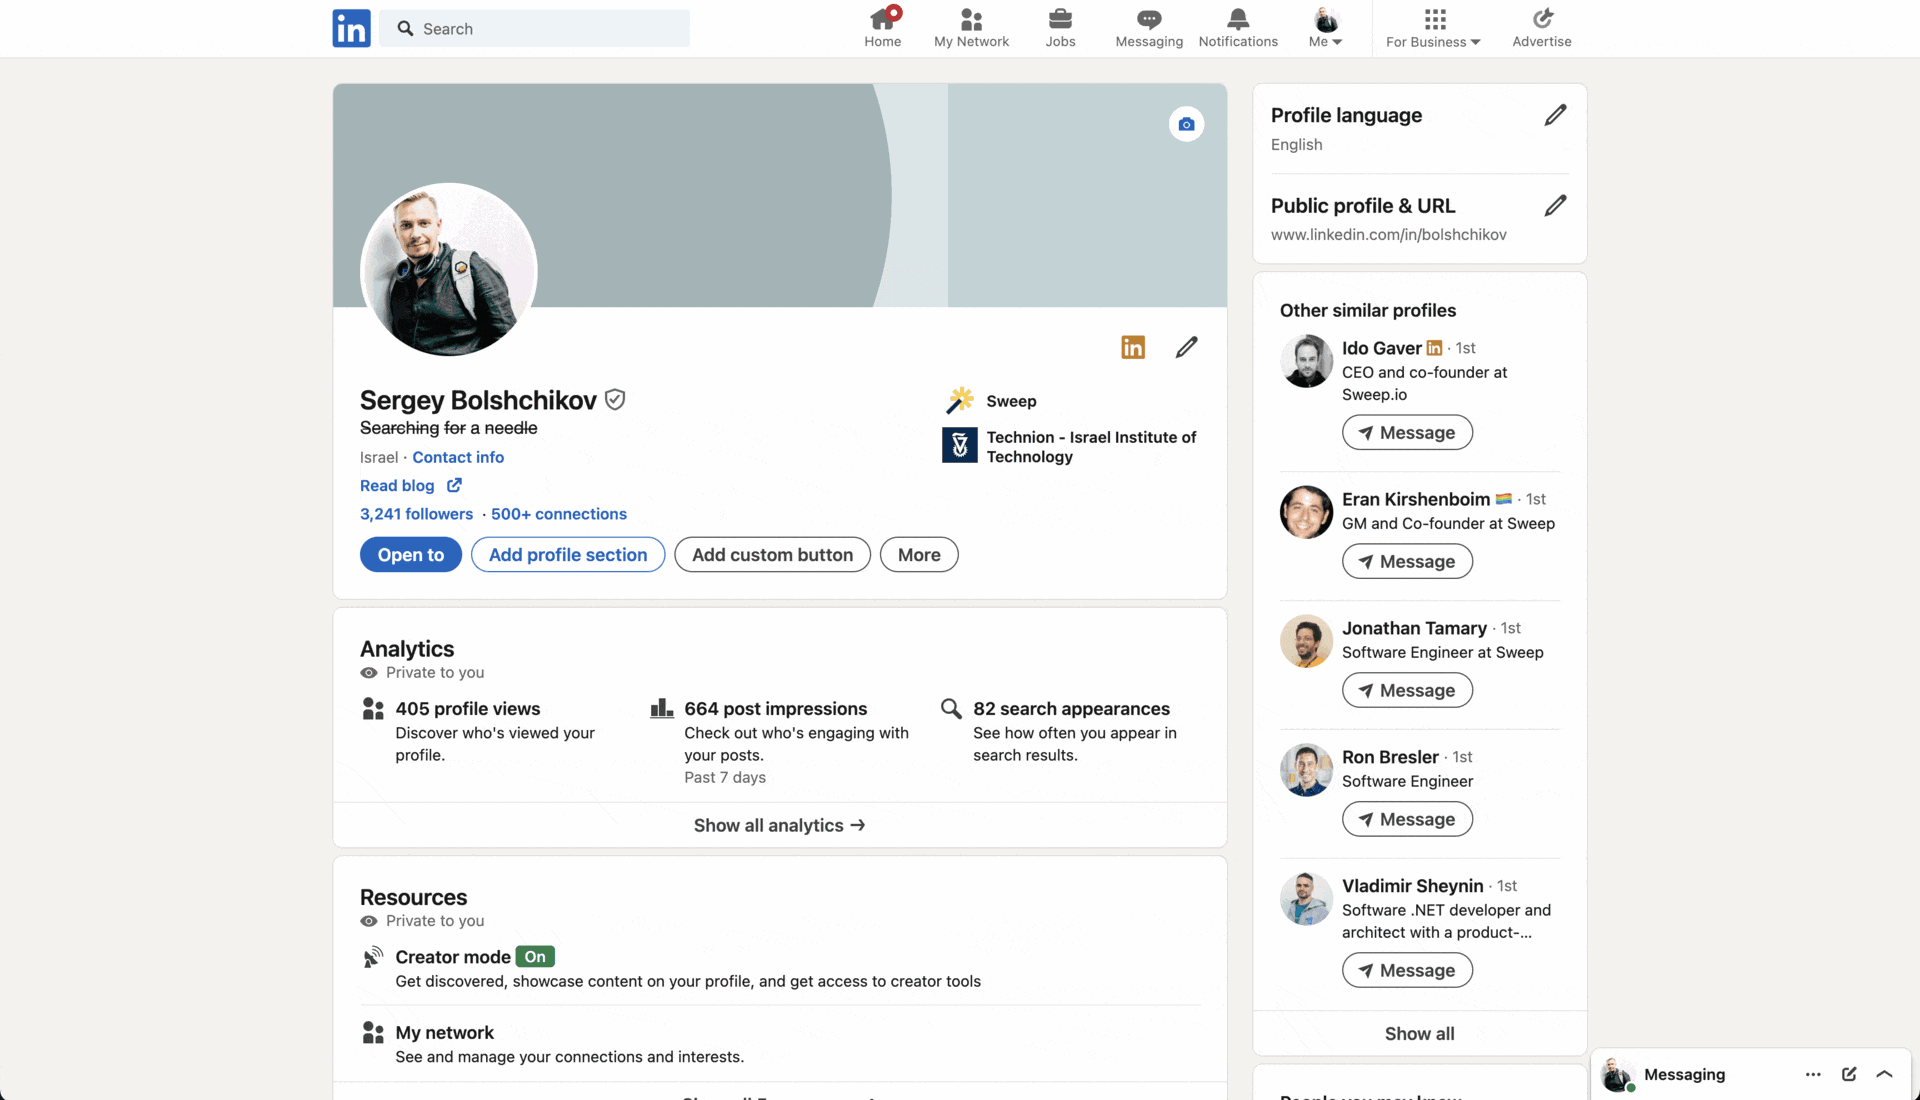 in
Search
Home
My Network
Jobs
Messaging
Notifications
Me
For Business
Advertise
Sergey Bolshchikov
Searching for a needle
Israel · Contact info
Read blog
3,241 followers · 500+ connections
Open to
Add profile section
Add custom button
More
in
Sweep
Technion - Israel Institute of
Technology
Analytics
Private to you
405 profile views
Discover who's viewed your
profile.
664 post impressions
Check out who's engaging with
your posts.
Past 7 days
82 search appearances
See how often you appear in
search results.
Show all analytics →
Resources
Private to you
Creator mode On
Get discovered, showcase content on your profile, and get access to creator tools
My network
See and manage your connections and interests.
Profile language
English
Public profile & URL
www.linkedin.com/in/bolshchikov
Other similar profiles
Ido Gaver in · 1st
CEO and co-founder at
Sweep.io
Message
Eran Kirshenboim · 1st
GM and Co-founder at Sweep
Message
Jonathan Tamary · 1st
Software Engineer at Sweep
Message
Ron Bresler · 1st
Software Engineer
Message
Vladimir Sheynin · 1st
Software .NET developer and
architect with a product-...
Message
Show all
People you may know
Messaging